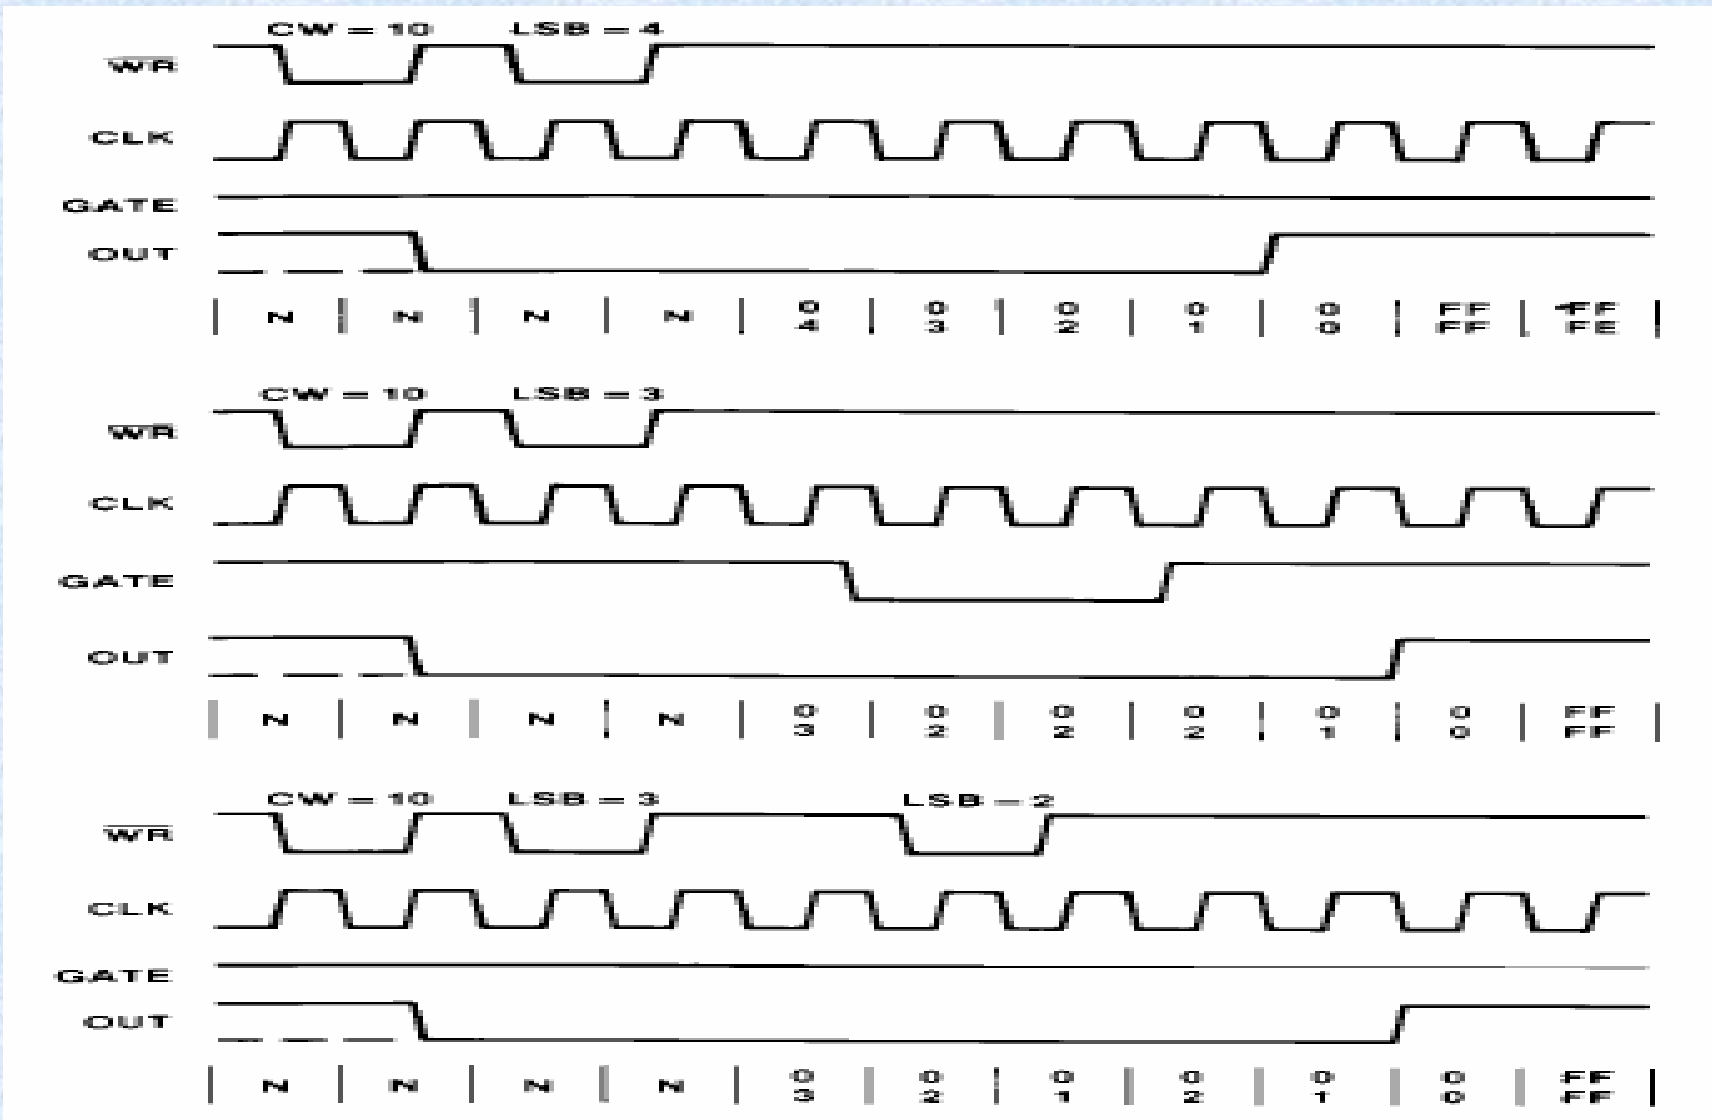 CW = 10 LSB = 4
WR
CLK
GATE
OUT
| N | N | N | N | 0 4 | 0 3 | 0 2 | 0 1 | 0 0 | FF FF | FF FE |
CW = 10 LSB = 3
WR
CLK
GATE
OUT
| N | N | N | N | 0 3 | 0 2 | 0 2 | 0 2 | 0 1 | 0 0 | FF FF |
CW = 10 LSB = 3 LSB = 2
WR
CLK
GATE
OUT
| N | N | N | N | 0 3 | 0 2 | 0 1 | 0 2 | 0 1 | 0 0 | FF FF |